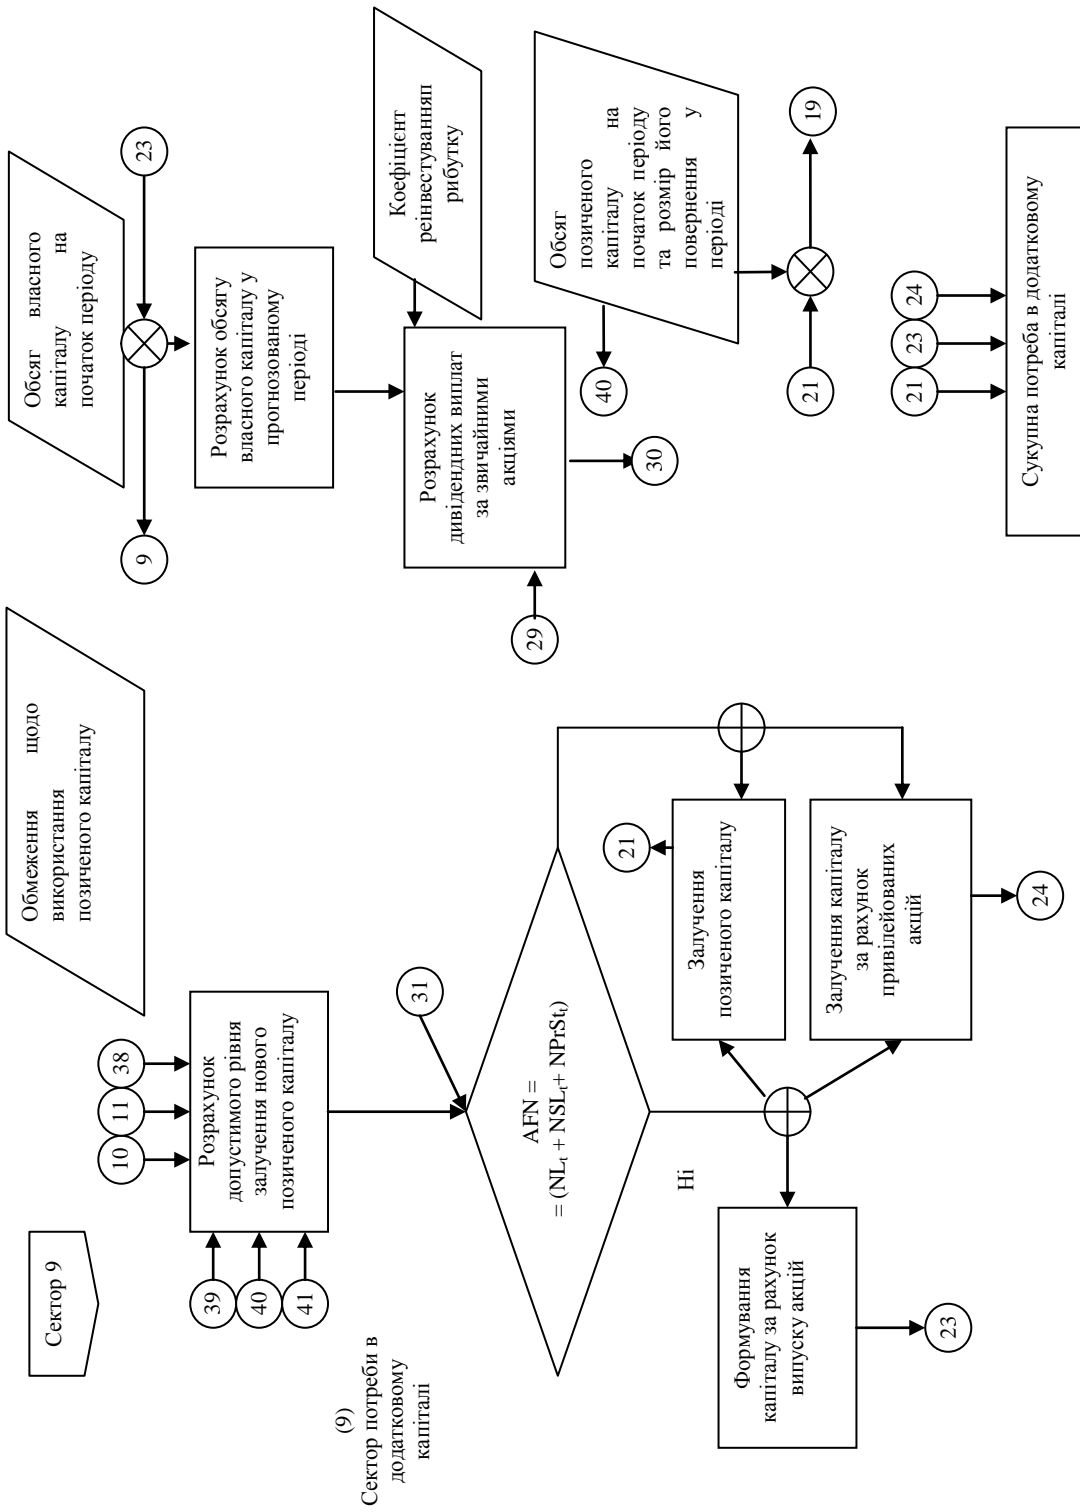 Сектор 9
(9)
Сектор потреби в
додатковому
капіталі
39
40
41
10
11
38
Розрахунок
допустимого рівня
залучення нового
позиченого капіталу
Обмеження щодо
використання
позиченого капіталу
31
AFN =
= (NLt + NSLt + NPrSt)
Ні
Формування
капіталу за рахунок
випуску акцій
23
Залучення
позиченого капіталу
21
Залучення капіталу
за рахунок
привілейованих
акцій
24
Обсяг власного
капіталу на
початок періоду
9
23
Розрахунок обсягу
власного капіталу у
прогнозованому
періоді
Коефіцієнт
реінвестуванняп
рибутку
Розрахунок
дивідендних виплат
за звичайними
акціями
29
30
Обсяг
позиченого
капіталу на
початок періоду
та розмір його
повернення у
періоді
40
21
19
21
23
24
Сукупна потреба в додатковому
капіталі